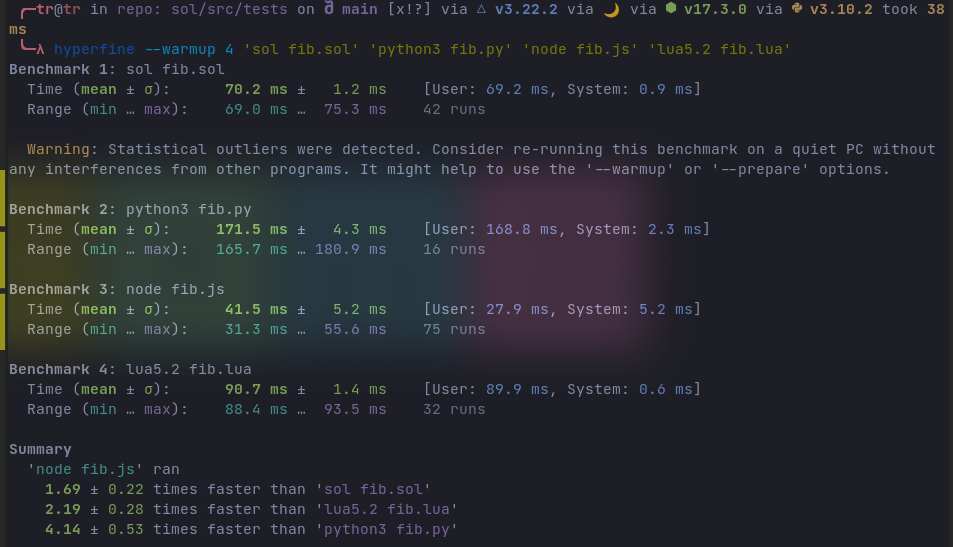 tr@tr in repo: sol/src/tests on main [x!?] via △ v3.22.2 via 🌙 via ⬢ v17.3.0 via v3.10.2 took 38
ms
λ hyperfine --warmup 4 'sol fib.sol' 'python3 fib.py' 'node fib.js' 'lua5.2 fib.lua'
Benchmark 1: sol fib.sol
Time (mean ± σ): 70.2 ms ± 1.2 ms [User: 69.2 ms, System: 0.9 ms]
Range (min … max): 69.0 ms … 75.3 ms 42 runs
Warning: Statistical outliers were detected. Consider re-running this benchmark on a quiet PC without
any interferences from other programs. It might help to use the '--warmup' or '--prepare' options.
Benchmark 2: python3 fib.py
Time (mean ± σ): 171.5 ms ± 4.3 ms [User: 168.8 ms, System: 2.3 ms]
Range (min … max): 165.7 ms … 180.9 ms 16 runs
Benchmark 3: node fib.js
Time (mean ± σ): 41.5 ms ± 5.2 ms [User: 27.9 ms, System: 5.2 ms]
Range (min … max): 31.3 ms … 55.6 ms 75 runs
Benchmark 4: lua5.2 fib.lua
Time (mean ± σ): 90.7 ms ± 1.4 ms [User: 89.9 ms, System: 0.6 ms]
Range (min … max): 88.4 ms … 93.5 ms 32 runs
Summary
'node fib.js' ran
1.69 ± 0.22 times faster than 'sol fib.sol'
2.19 ± 0.28 times faster than 'lua5.2 fib.lua'
4.14 ± 0.53 times faster than 'python3 fib.py'